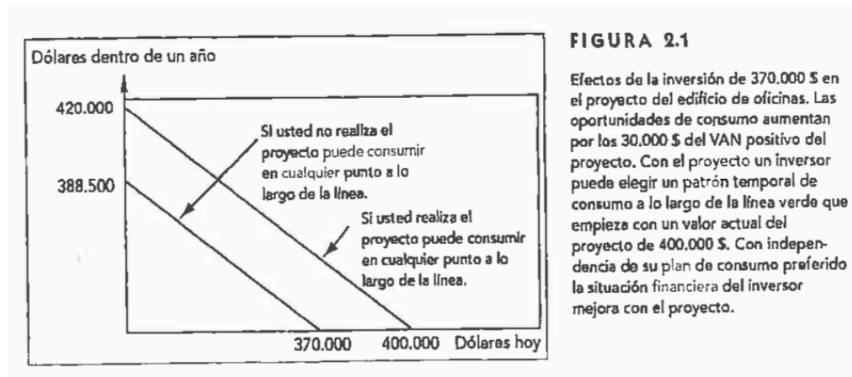 Dólares dentro de un año
420.000
388.500
Si usted no realiza el
proyecto puede consumir
en cualquier punto a lo
largo de la línea.
Si usted realiza el
proyecto puede consumir
en cualquier punto a lo
largo de la línea.
370.000 400.000 Dólares hoy
FIGURA 2.1
Efectos de la inversión de 370.000 $ en
el proyecto del edificio de oficinas. Las
oportunidades de consumo aumentan
por los 30.000 $ del VAN positivo del
proyecto. Con el proyecto un inversor
puede elegir un patrón temporal de
consumo a lo largo de la línea verde que
empieza con un valor actual del
proyecto de 400.000 $. Con indepen-
dencia de su plan de consumo preferido
la situación financiera del inversor
mejora con el proyecto.